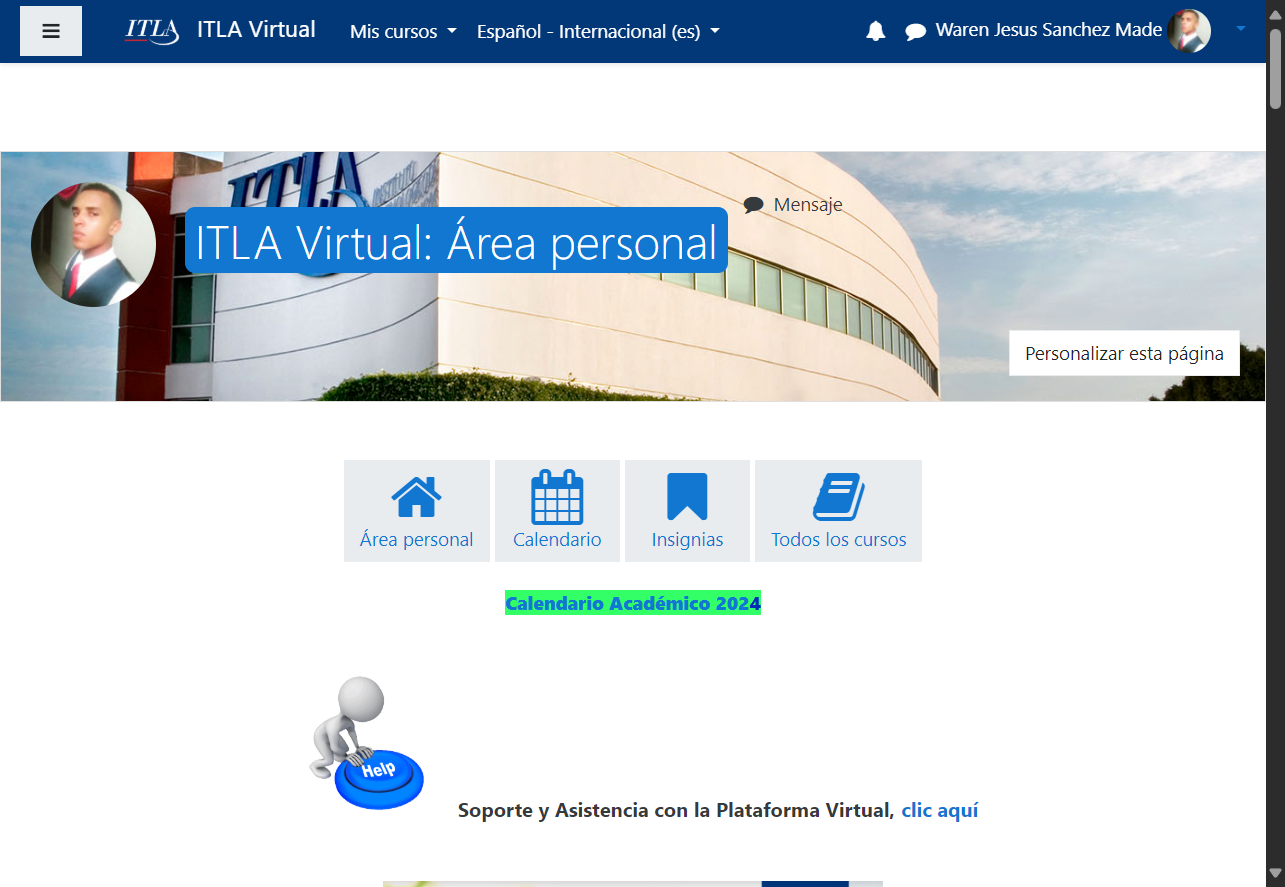 ITLA
ITLA Virtual
Mis cursos
Español - Internacional (es)
Waren Jesus Sanchez Made
ITLA
ITLA Virtual: Área personal
Mensaje
Personalizar esta página
Área personal
Calendario
Insignias
Todos los cursos
Calendario Académico 2024
Help
Soporte y Asistencia con la Plataforma Virtual, clic aquí